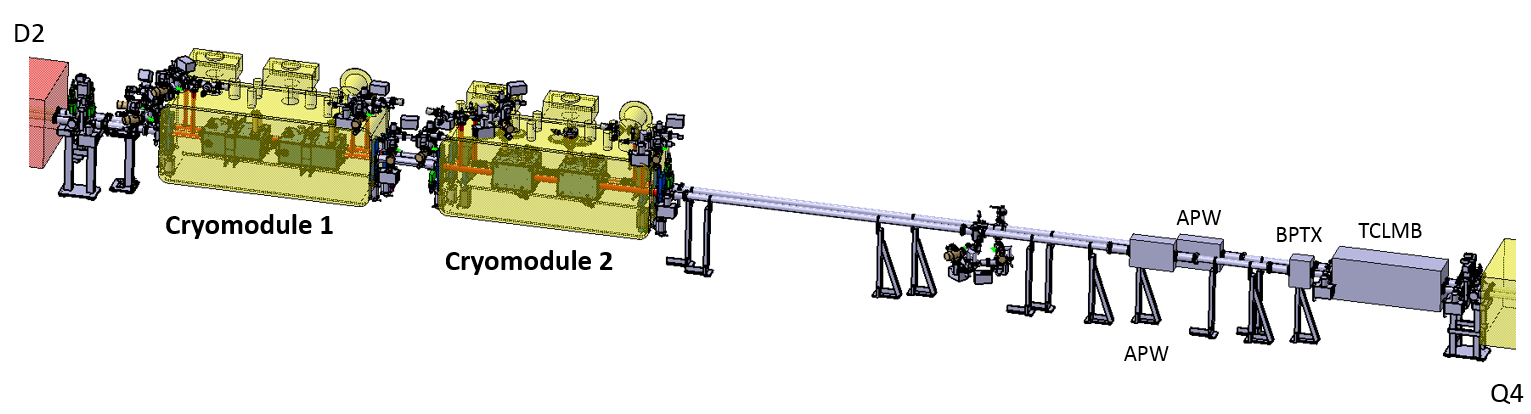 D2
Cryomodule 1
Cryomodule 2
APW
BPTX
TCLMB
APW
Q4